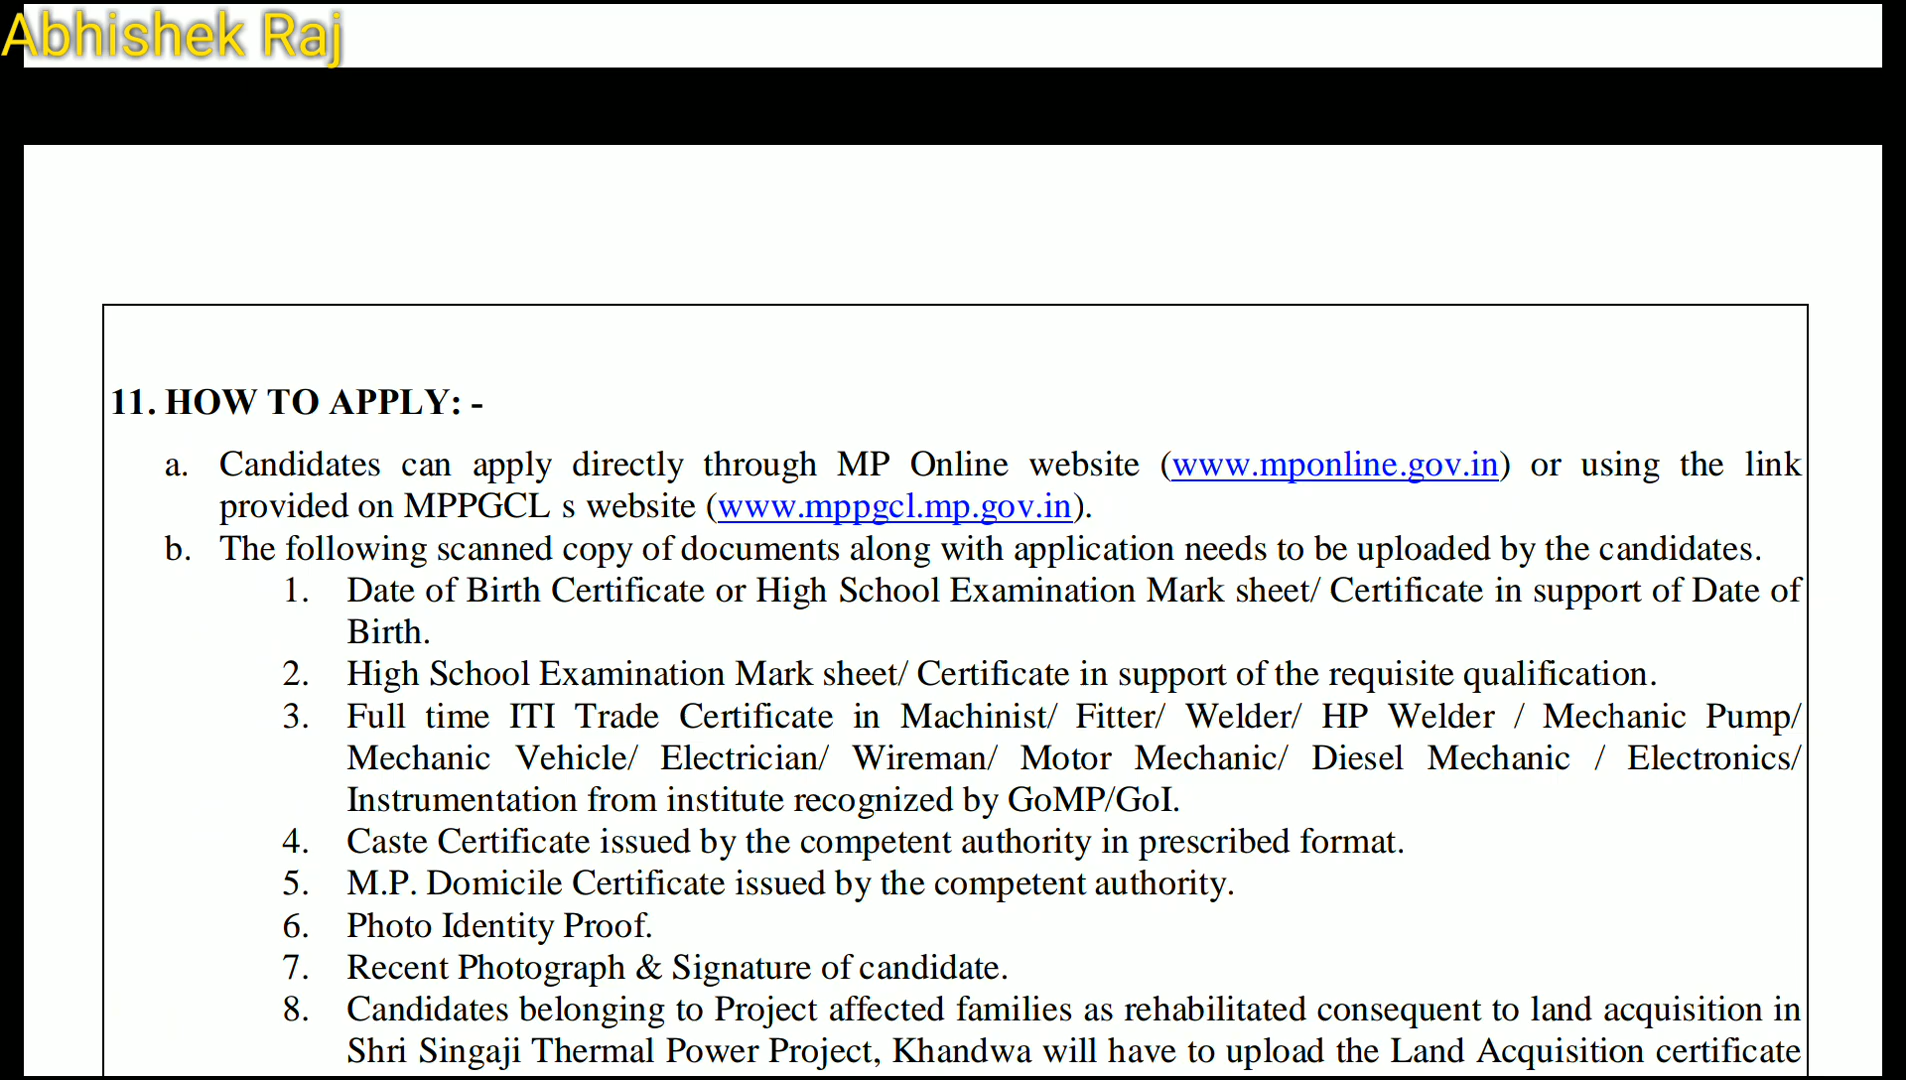 Abhishek Raj
11. HOW TO APPLY: -
a. Candidates can apply directly through MP Online website (www.mponline.gov.in) or using the link
provided on MPPGCL s website (www.mppgcl.mp.gov.in).
b. The following scanned copy of documents along with application needs to be uploaded by the candidates.
1. Date of Birth Certificate or High School Examination Mark sheet/ Certificate in support of Date of
Birth.
2. High School Examination Mark sheet/ Certificate in support of the requisite qualification.
3. Full time ITI Trade Certificate in Machinist/ Fitter/ Welder/ HP Welder / Mechanic Pump/
Mechanic Vehicle/ Electrician/ Wireman/ Motor Mechanic/ Diesel Mechanic / Electronics/
Instrumentation from institute recognized by GoMP/GoI.
4. Caste Certificate issued by the competent authority in prescribed format.
5. M.P. Domicile Certificate issued by the competent authority.
6. Photo Identity Proof.
7. Recent Photograph & Signature of candidate.
8. Candidates belonging to Project affected families as rehabilitated consequent to land acquisition in
Shri Singaji Thermal Power Project, Khandwa will have to upload the Land Acquisition certificate